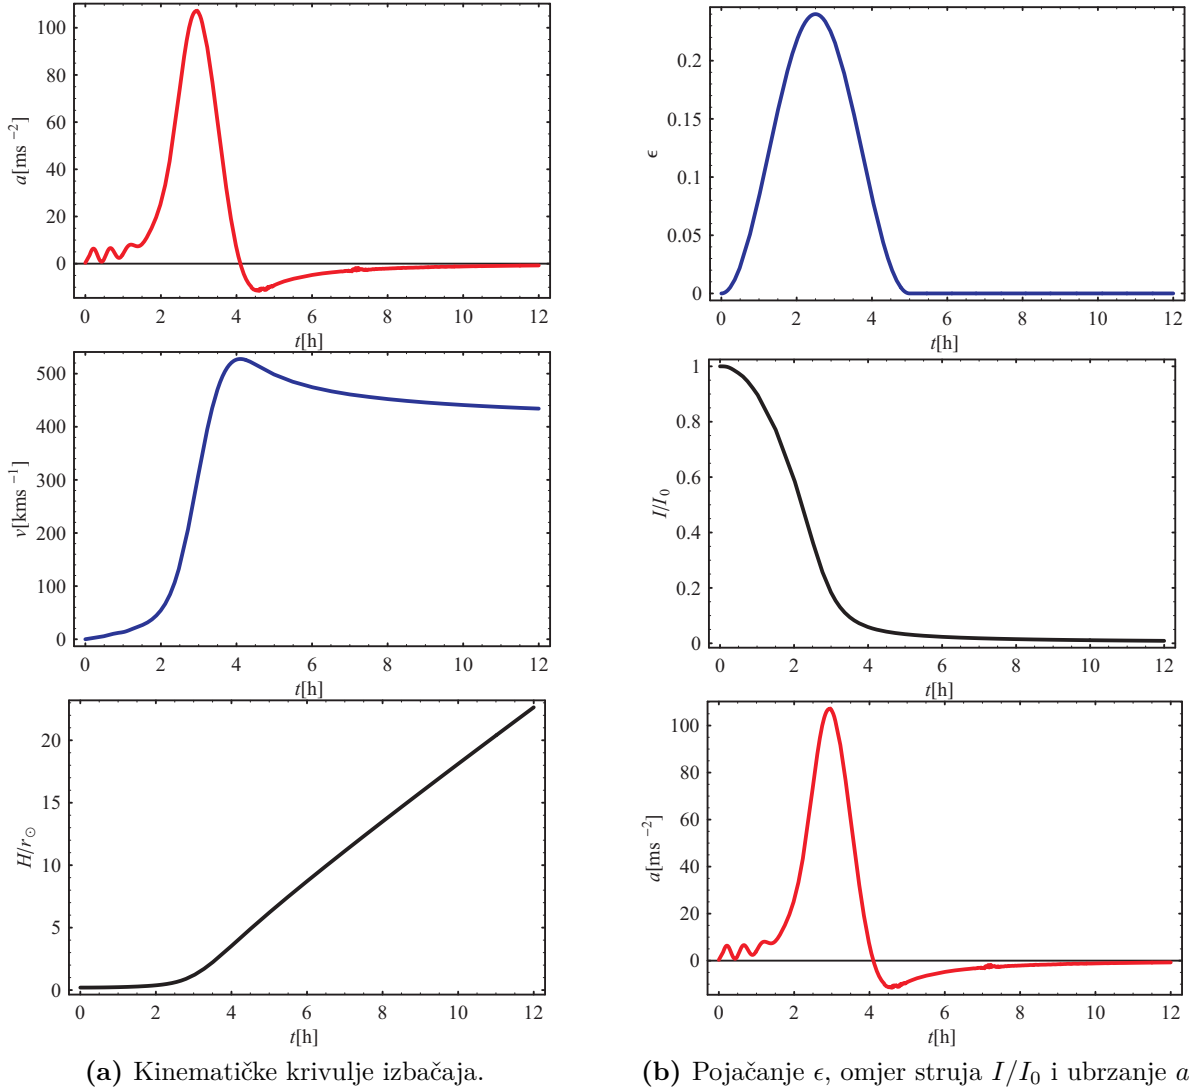 100
80
60
40
20
0
a[ms⁻²]
0 2 4 6 8 10 12
t[h]
500
400
300
200
100
0
v[kms⁻¹]
0 2 4 6 8 10 12
t[h]
20
15
10
5
0
H/r⊙
0 2 4 6 8 10 12
t[h]
(a) Kinematičke krivulje izbačaja.
0.2
0.15
0.1
0.05
0
ϵ
0 2 4 6 8 10 12
t[h]
1
0.8
0.6
0.4
0.2
0
I/I₀
0 2 4 6 8 10 12
t[h]
100
80
60
40
20
0
a[ms⁻²]
0 2 4 6 8 10 12
t[h]
(b) Pojačanje ϵ, omjer struja I/I₀ i ubrzanje a